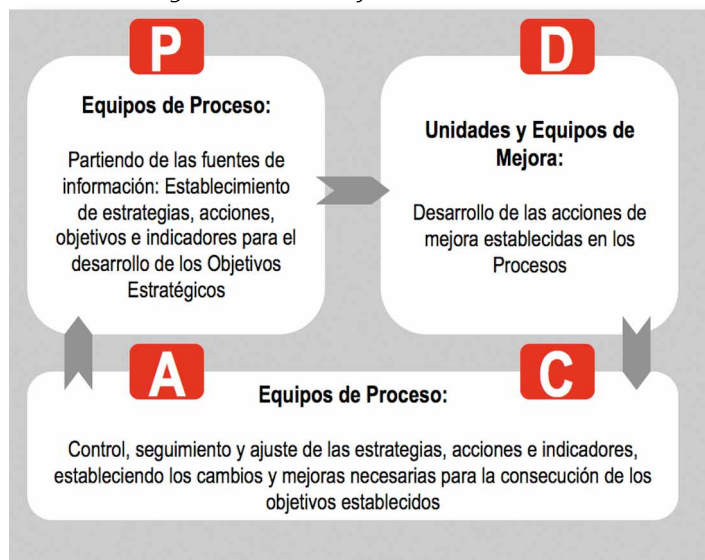 P
Equipos de Proceso:
Partiendo de las fuentes de
información: Establecimiento
de estrategias, acciones,
objetivos e indicadores para el
desarrollo de los Objetivos
Estratégicos
D
Unidades y Equipos de
Mejora:
Desarrollo de las acciones de
mejora establecidas en los
Procesos
A
C
Equipos de Proceso:
Control, seguimiento y ajuste de las estrategias, acciones e indicadores,
estableciendo los cambios y mejoras necesarias para la consecución de los
objetivos establecidos